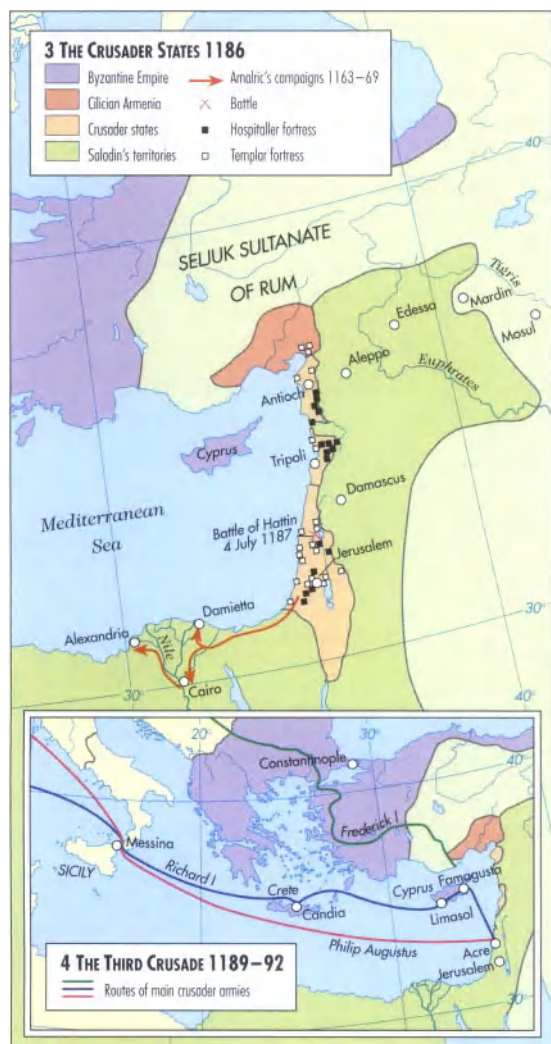 3 THE CRUSADER STATES 1186
Byzantine Empire
Amalric's campaigns 1163–69
Cilician Armenia
Battle
Crusader states
Hospitaller fortress
Saladin's territories
Templar fortress
40°
SELJUK SULTANATE
OF RUM
Tigris
Mardin
Edessa
Mosul
Aleppo
Euphrates
Antioch
Cyprus
Tripoli
Damascus
Mediterranean
Sea
Battle of Hattin
4 July 1187
Jerusalem
Damietta
30°
Alexandria
Nile
Cairo
30°
40°
20°
30°
40°
Constantinople
Frederick I
Messina
SICILY
Richard I
Crete
Candia
Cyprus
Famagusta
Limasol
Philip Augustus
Acre
Jerusalem
30°
4 THE THIRD CRUSADE 1189–92
Routes of main crusader armies